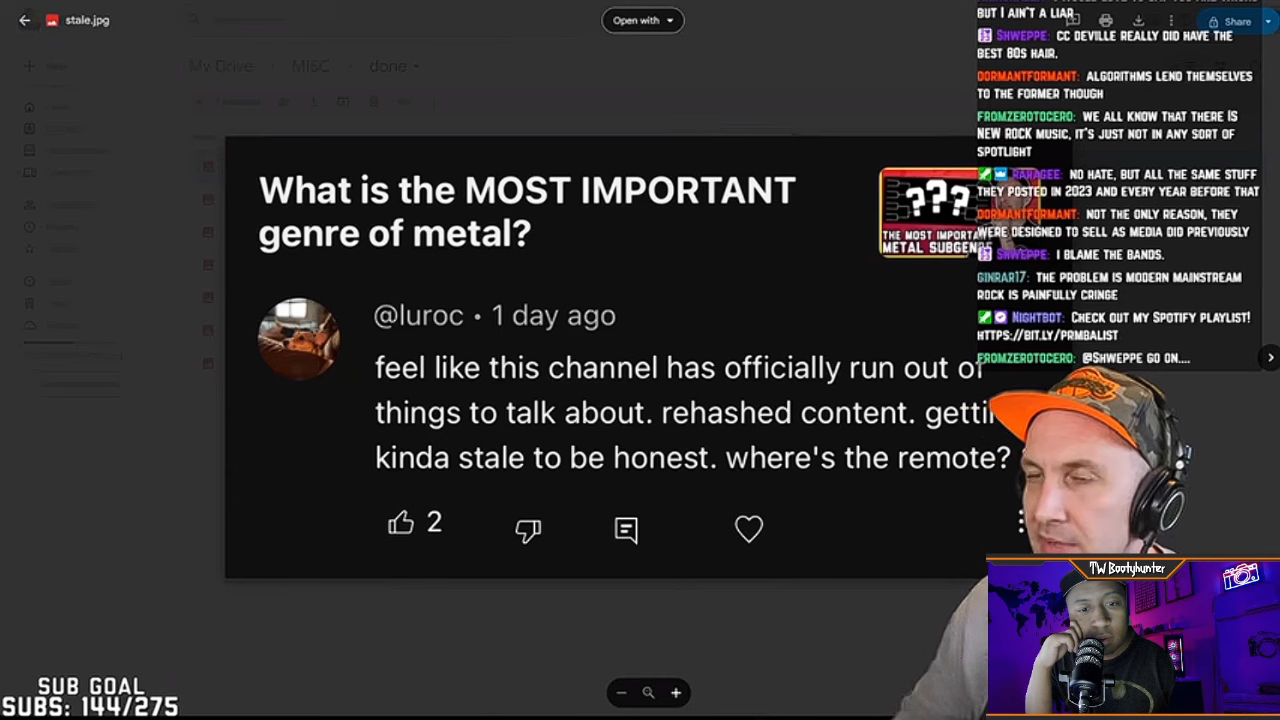 stale.jpg
Open with
Share
My Drive
MISC
done
BUT I AIN'T A LIAR
SHWEPPE: CC DEVILLE REALLY DID HAVE THE
BEST 80S HAIR.
DORMANTFORMANT: ALGORITHMS LEND THEMSELVES
TO THE FORMER THOUGH
FROMZEROTOCERO: WE ALL KNOW THAT THERE IS
NEW ROCK MUSIC, IT'S JUST NOT IN ANY SORT OF
SPOTLIGHT
NO HATE, BUT ALL THE SAME STUFF
THEY POSTED IN 2023 AND EVERY YEAR BEFORE THAT
DORMANTFORMANT: NOT THE ONLY REASON, THEY
WERE DESIGNED TO SELL AS MEDIA DID PREVIOUSLY
SHWEPPE: I BLAME THE BANDS.
GINRAR17: THE PROBLEM IS MODERN MAINSTREAM
ROCK IS PAINFULLY CRINGE
NIGHTBOT: CHECK OUT MY SPOTIFY PLAYLIST!
HTTPS://BIT.LY/PRMBALIST
FROMZEROTOCERO: @SHWEPPE GO ON....
What is the MOST IMPORTANT
genre of metal?
???
THE MOST IMPORTA
METAL SUBGEN
@luroc • 1 day ago
feel like this channel has officially run out of
things to talk about. rehashed content. getti
kinda stale to be honest. where's the remote?
2
TW Bootyhunter
SUB GOAL
SUBS: 144/275